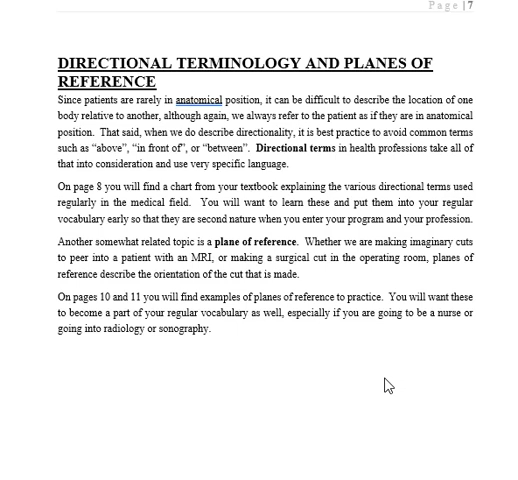 Page | 7
DIRECTIONAL TERMINOLOGY AND PLANES OF
REFERENCE
Since patients are rarely in anatomical position, it can be difficult to describe the location of one
body relative to another, although again, we always refer to the patient as if they are in anatomical
position. That said, when we do describe directionality, it is best practice to avoid common terms
such as “above”, “in front of”, or “between”. Directional terms in health professions take all of
that into consideration and use very specific language.
On page 8 you will find a chart from your textbook explaining the various directional terms used
regularly in the medical field. You will want to learn these and put them into your regular
vocabulary early so that they are second nature when you enter your program and your profession.
Another somewhat related topic is a plane of reference. Whether we are making imaginary cuts
to peer into a patient with an MRI, or making a surgical cut in the operating room, planes of
reference describe the orientation of the cut that is made.
On pages 10 and 11 you will find examples of planes of reference to practice. You will want these
to become a part of your regular vocabulary as well, especially if you are going to be a nurse or
going into radiology or sonography.